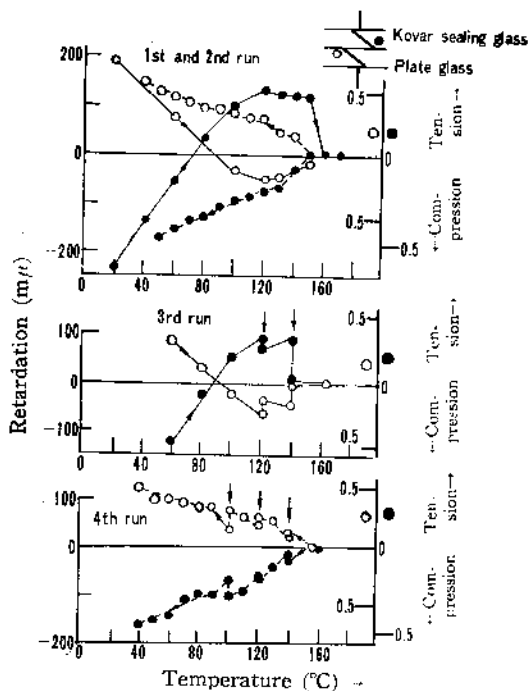 Kovar sealing glass
Plate glass
1st and 2nd run
200
0
-200
0 40 80 120 160
0.5
0
0.5
Ten-
sion→
←Com-
pression
3rd run
100
0
-100
0 40 80 120 160
0.5
0
0.5
Ten-
sion→
←Com-
pression
4th run
100
0
-200
0 40 80 120 160
0.5
0
0.5
Ten-
sion→
←Com-
pression
Retardation (mμ)
Temperature (°C) →